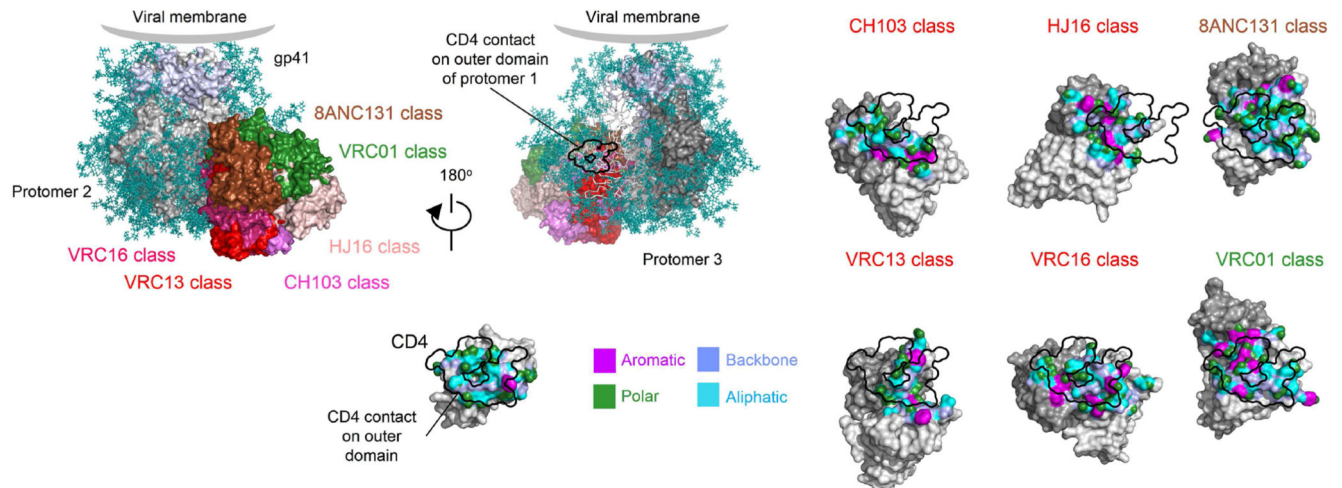 Viral membrane
gp41
8ANC131 class
VRC01 class
Protomer 2
VRC16 class
HJ16 class
VRC13 class
CH103 class
180º
Viral membrane
CD4 contact
on outer domain
of protomer 1
Protomer 3
CD4
CD4 contact
on outer
domain
Aromatic
Backbone
Polar
Aliphatic
CH103 class
HJ16 class
8ANC131 class
VRC13 class
VRC16 class
VRC01 class